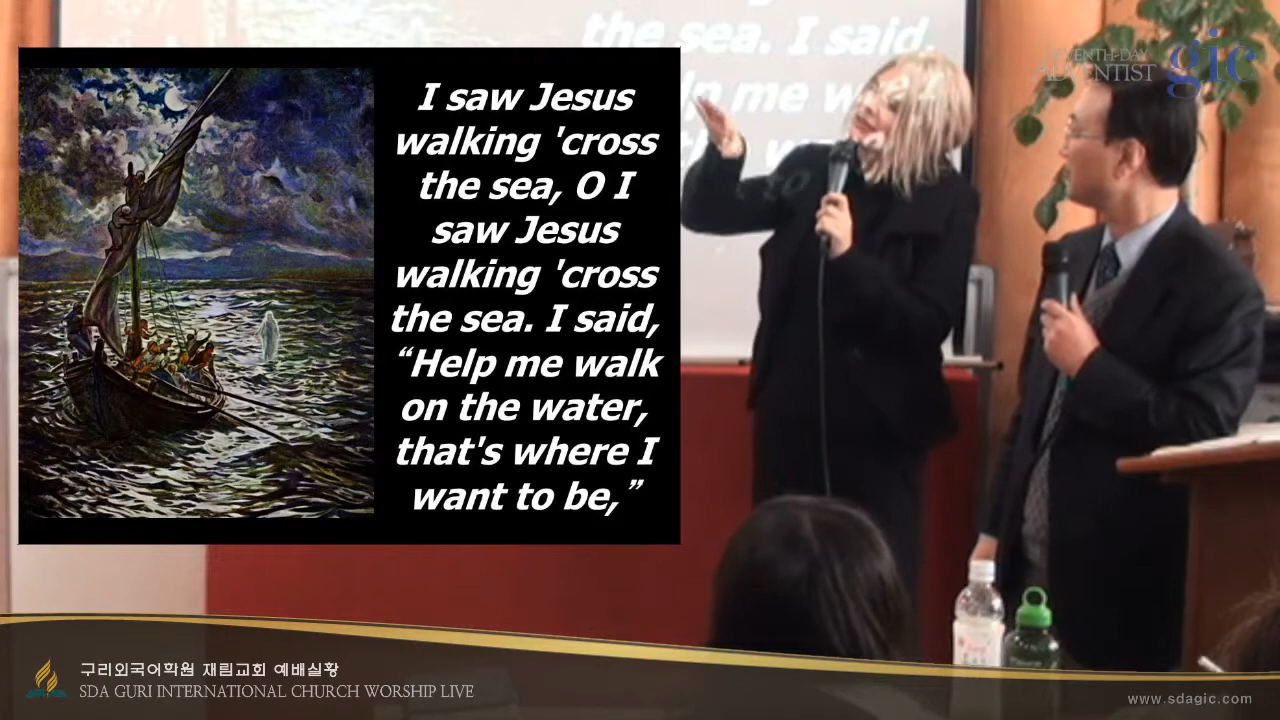 the sea. I said,
SEVENTH-DAY
ADVENTIST gic
I saw Jesus
walking 'cross
the sea, O I
saw Jesus
walking 'cross
the sea. I said,
“Help me walk
on the water,
that's where I
want to be,”
구리외국어학원 재림교회 예배실황
SDA GURI INTERNATIONAL CHURCH WORSHIP LIVE
www.sdagic.com